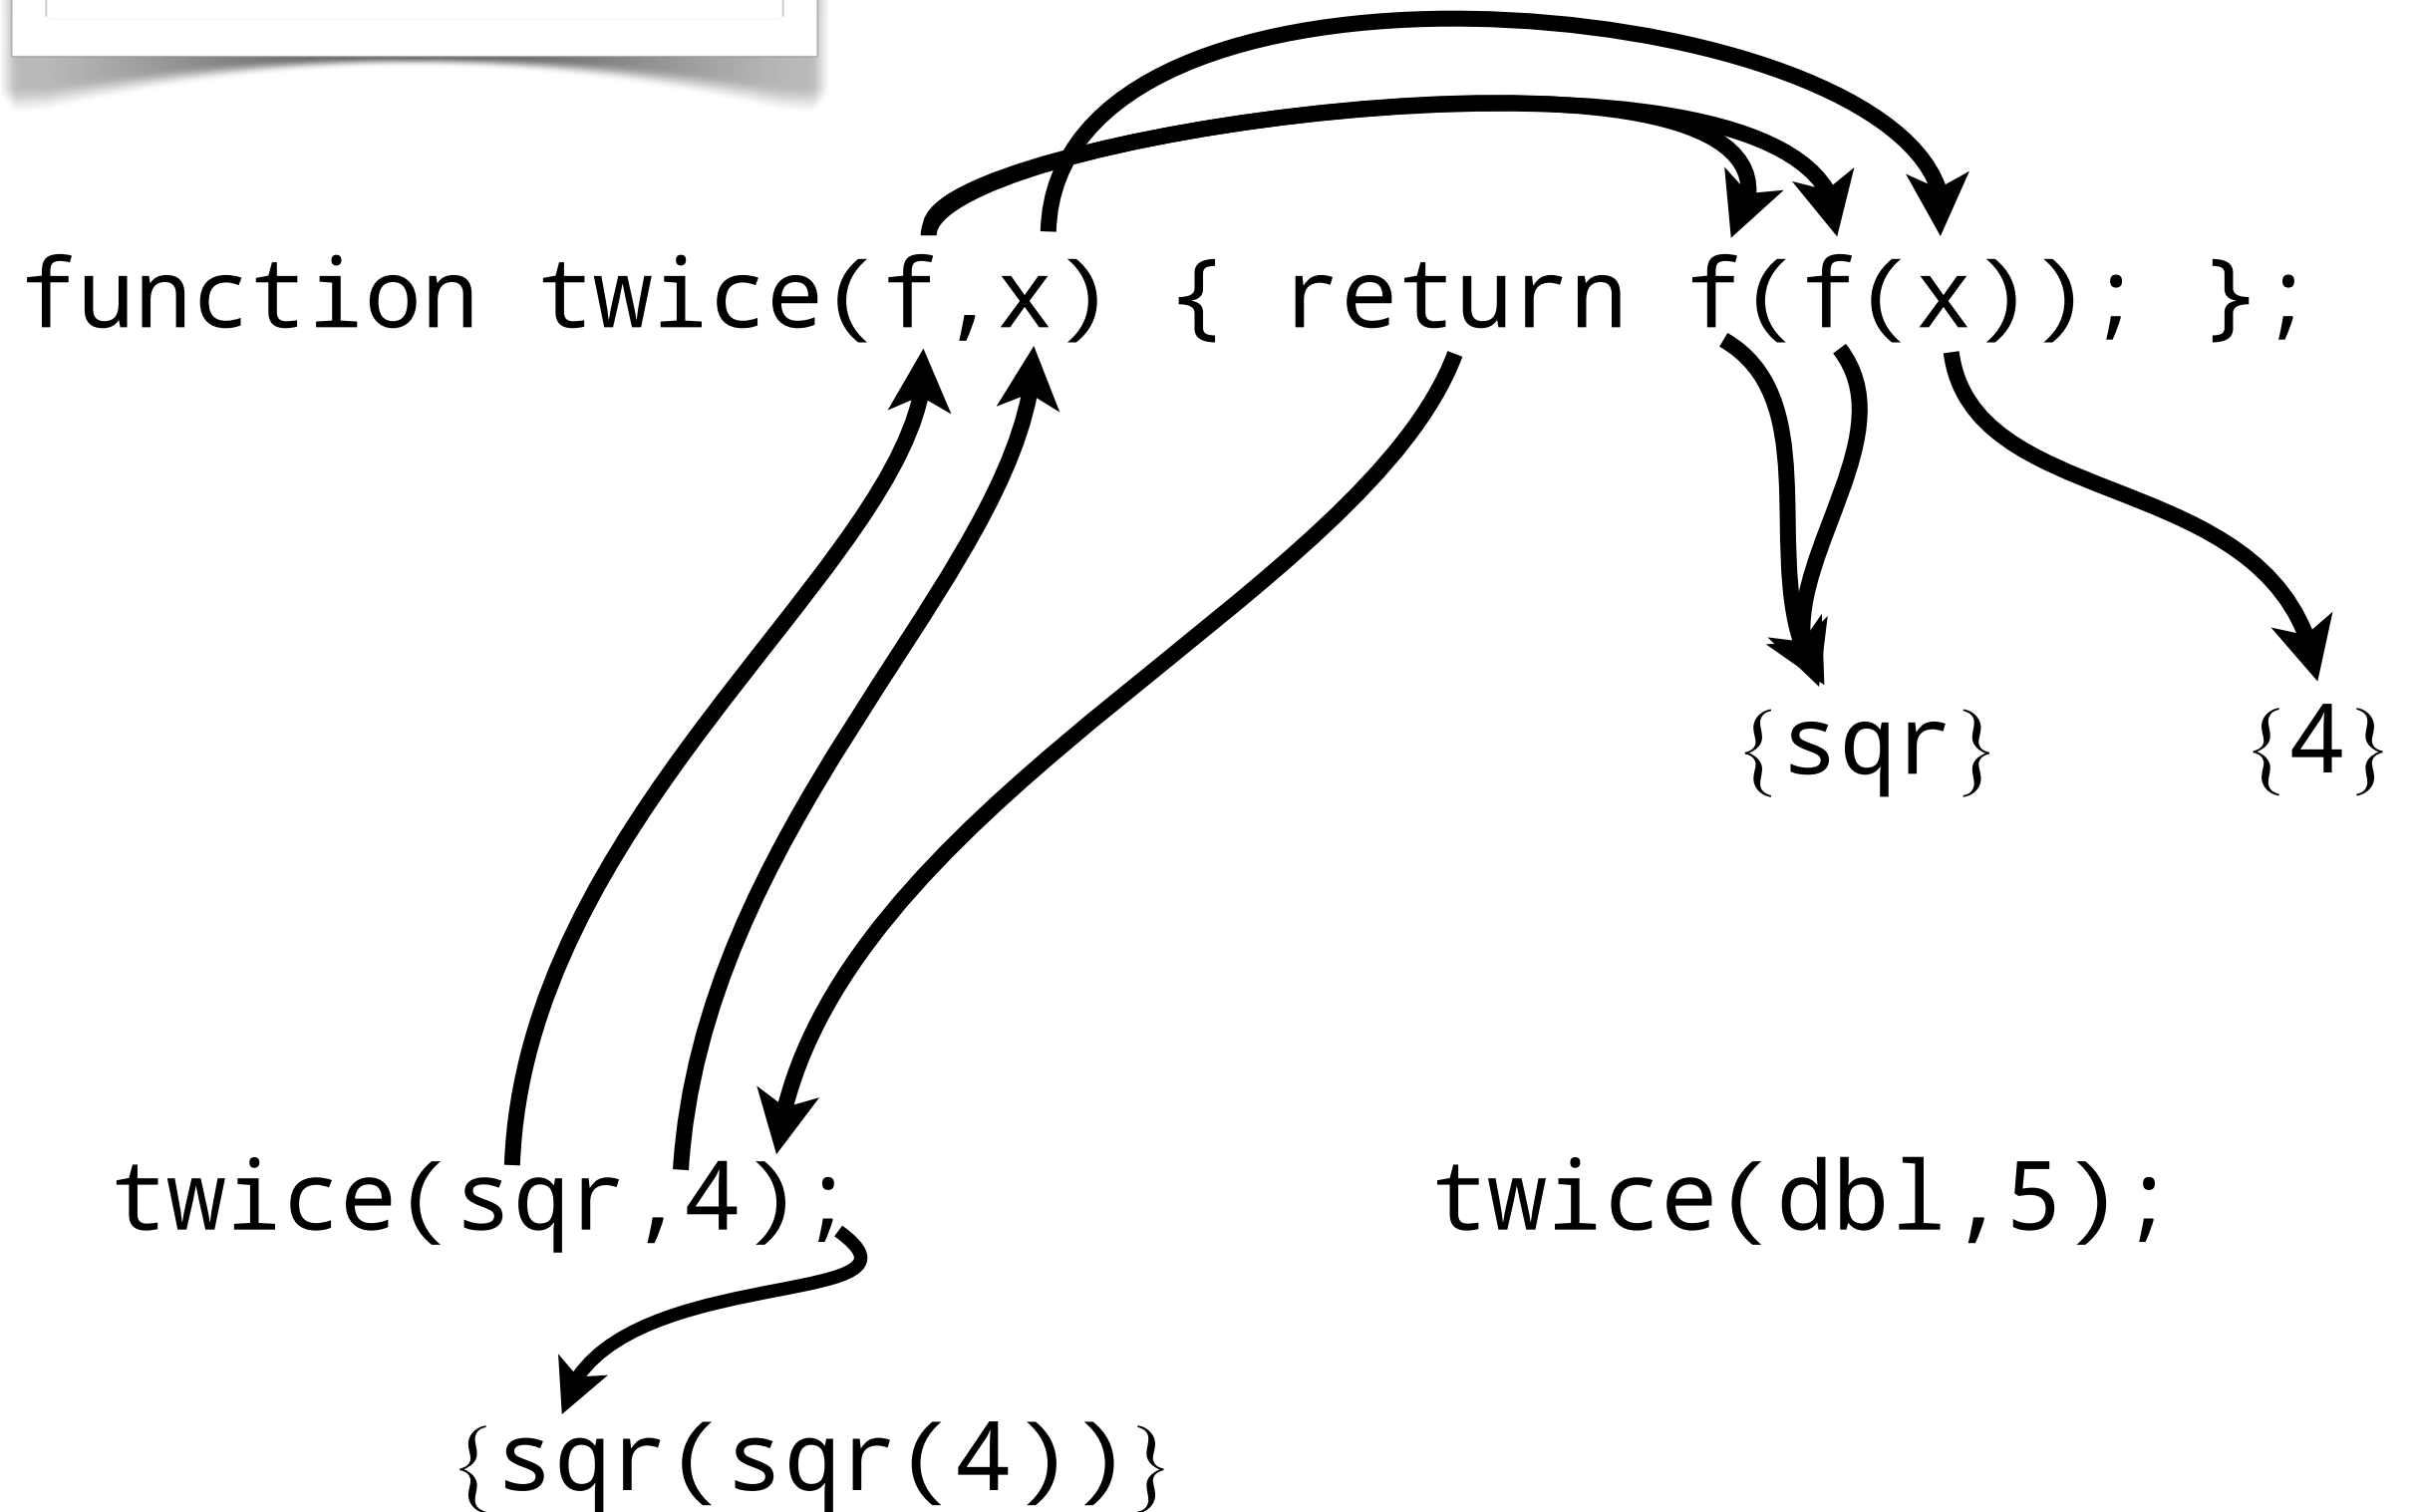 function twice(f,x) { return f(f(x)); };
{sqr} {4}
twice(sqr,4); twice(dbl,5);
{sqr(sqr(4))}